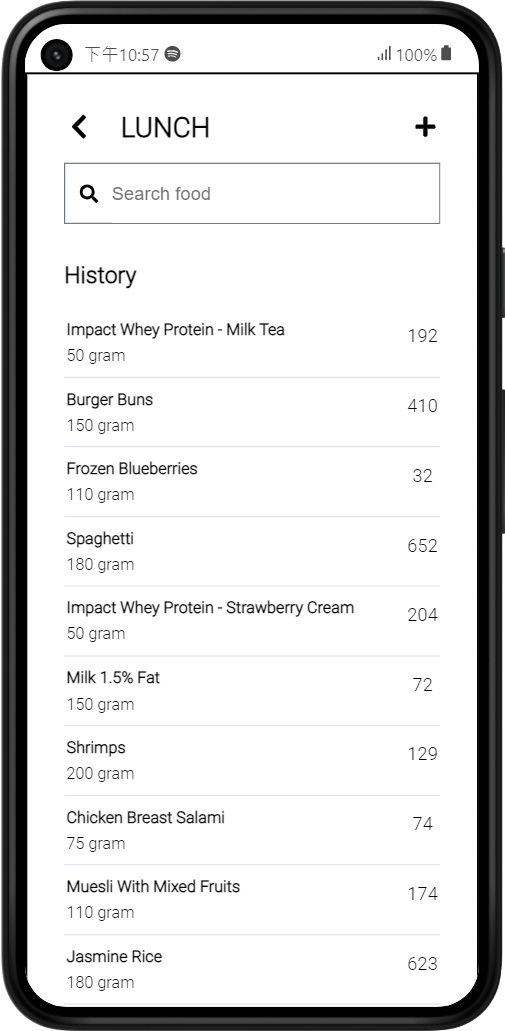 下午10:57 100%
LUNCH
Search food
History
Impact Whey Protein - Milk Tea 192
50 gram
Burger Buns 410
150 gram
Frozen Blueberries 32
110 gram
Spaghetti 652
180 gram
Impact Whey Protein - Strawberry Cream 204
50 gram
Milk 1.5% Fat 72
150 gram
Shrimps 129
200 gram
Chicken Breast Salami 74
75 gram
Muesli With Mixed Fruits 174
110 gram
Jasmine Rice 623
180 gram